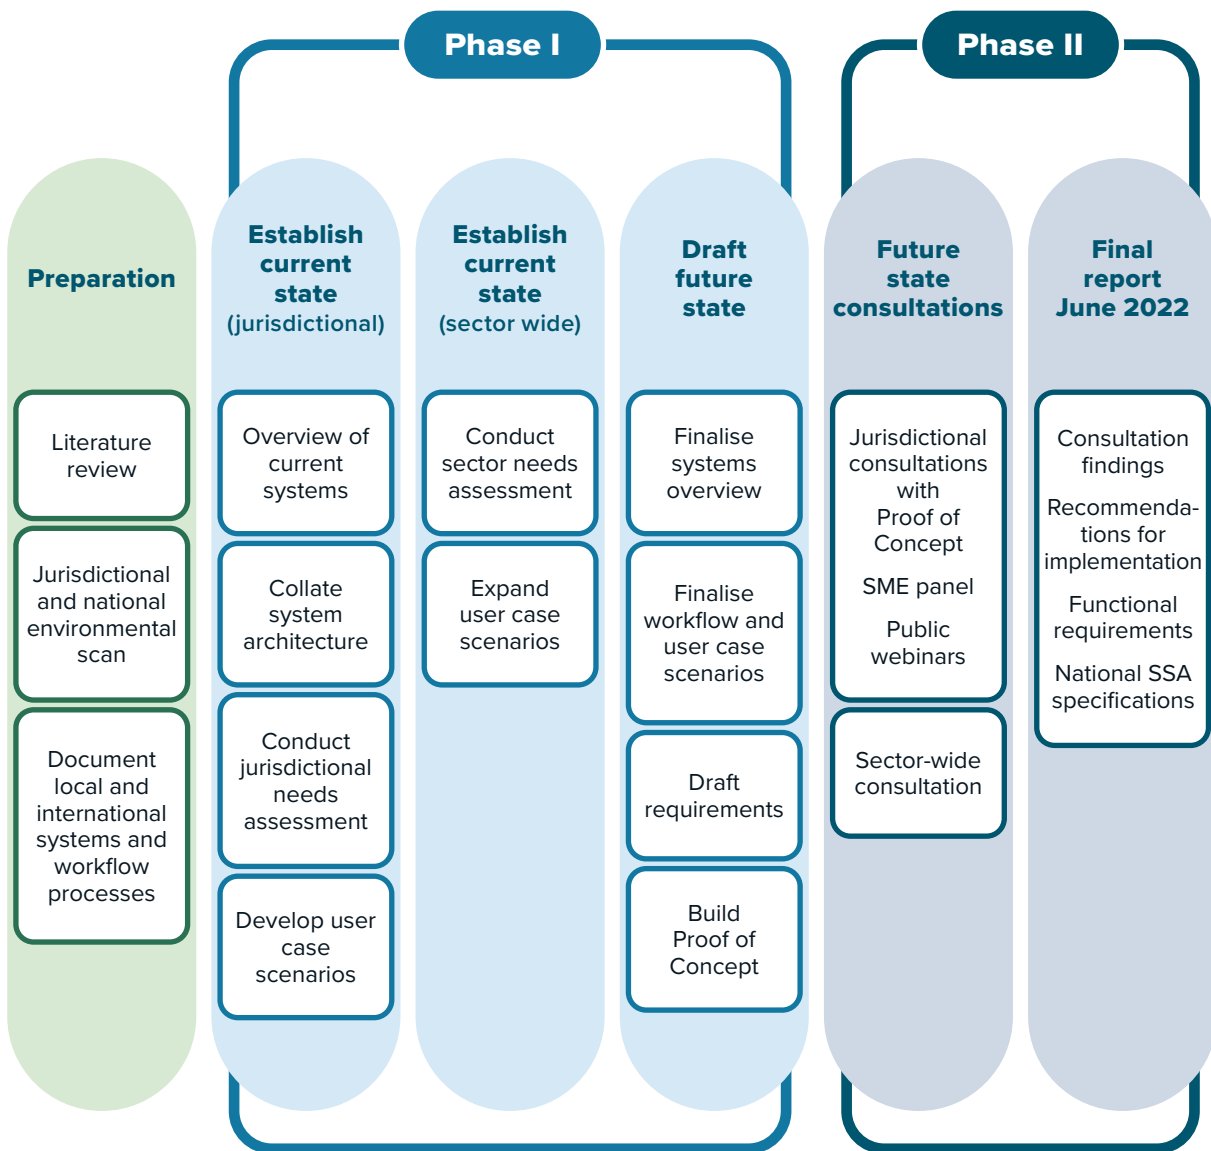 Phase I
Phase II
Preparation
Literature
review
Jurisdictional
and national
environmental
scan
Document
local and
international
systems and
workflow
processes
Establish
current
state
(jurisdictional)
Overview of
current
systems
Collate
system
architecture
Conduct
jurisdictional
needs
assessment
Develop user
case
scenarios
Establish
current
state
(sector wide)
Conduct
sector needs
assessment
Expand
user case
scenarios
Draft
future
state
Finalise
systems
overview
Finalise
workflow and
user case
scenarios
Draft
requirements
Build
Proof of
Concept
Future
state
consultations
Jurisdictional
consultations
with
Proof of
Concept
SME panel
Public
webinars
Sector-wide
consultation
Final
report
June 2022
Consultation
findings
Recommenda-
tions for
implementation
Functional
requirements
National SSA
specifications